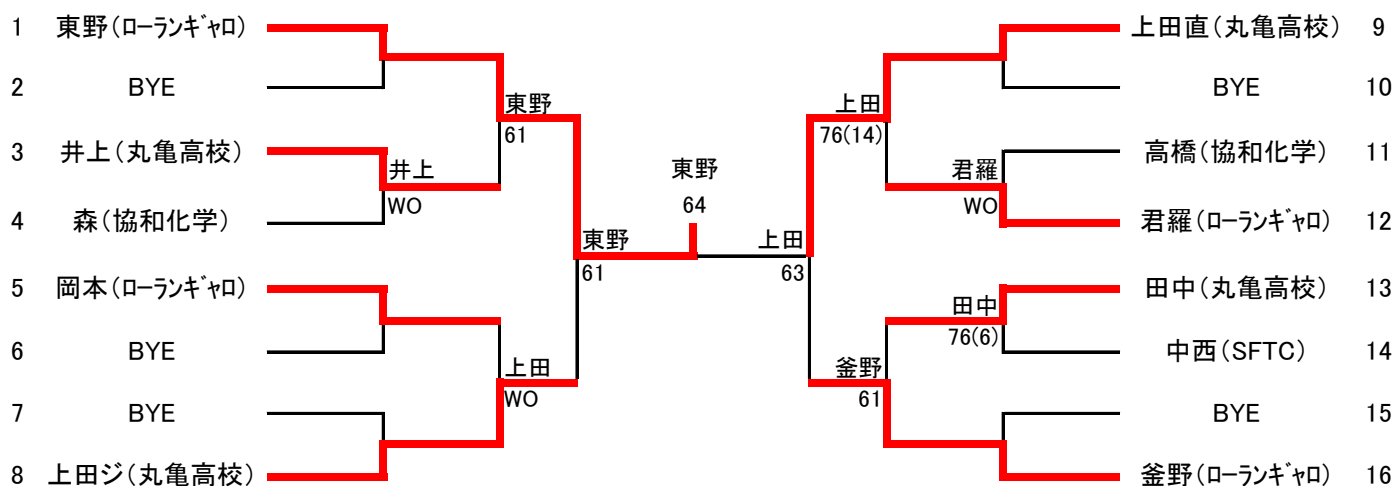 1 東野(ローランギャロ)
2 BYE
3 井上(丸亀高校)
4 森(協和化学)
5 岡本(ローランギャロ)
6 BYE
7 BYE
8 上田ジ(丸亀高校)
井上
WO
東野
61
上田
WO
東野
61
東野
64
上田
63
上田
76(14)
釜野
61
君羅
WO
田中
76(6)
上田直(丸亀高校) 9
BYE 10
高橋(協和化学) 11
君羅(ローランギャロ) 12
田中(丸亀高校) 13
中西(SFTC) 14
BYE 15
釜野(ローランギャロ) 16